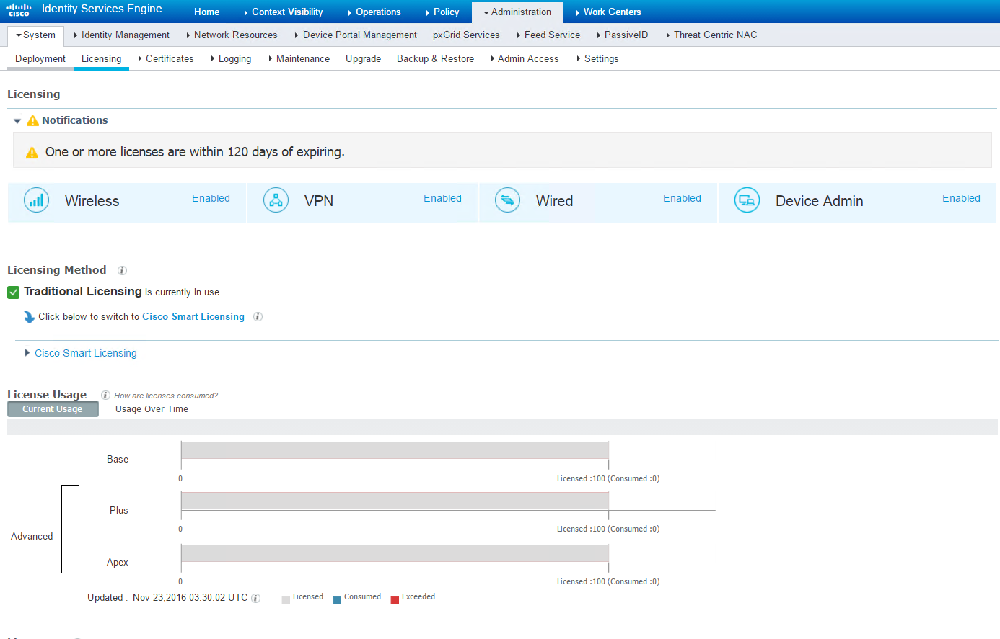 cisco Identity Services Engine Home Context Visibility Operations Policy Administration Work Centers
System Identity Management Network Resources Device Portal Management pxGrid Services Feed Service PassiveID Threat Centric NAC
Deployment Licensing Certificates Logging Maintenance Upgrade Backup & Restore Admin Access Settings
Licensing
Notifications
One or more licenses are within 120 days of expiring.
Wireless Enabled VPN Enabled Wired Enabled Device Admin Enabled
Licensing Method
Traditional Licensing is currently in use.
Click below to switch to Cisco Smart Licensing
Cisco Smart Licensing
License Usage How are licenses consumed?
Current Usage Usage Over Time
Base
0 Licensed :100 (Consumed :0)
Plus
0 Licensed :100 (Consumed :0)
Advanced
Apex
0 Licensed :100 (Consumed :0)
Updated : Nov 23,2016 03:30:02 UTC Licensed Consumed Exceeded